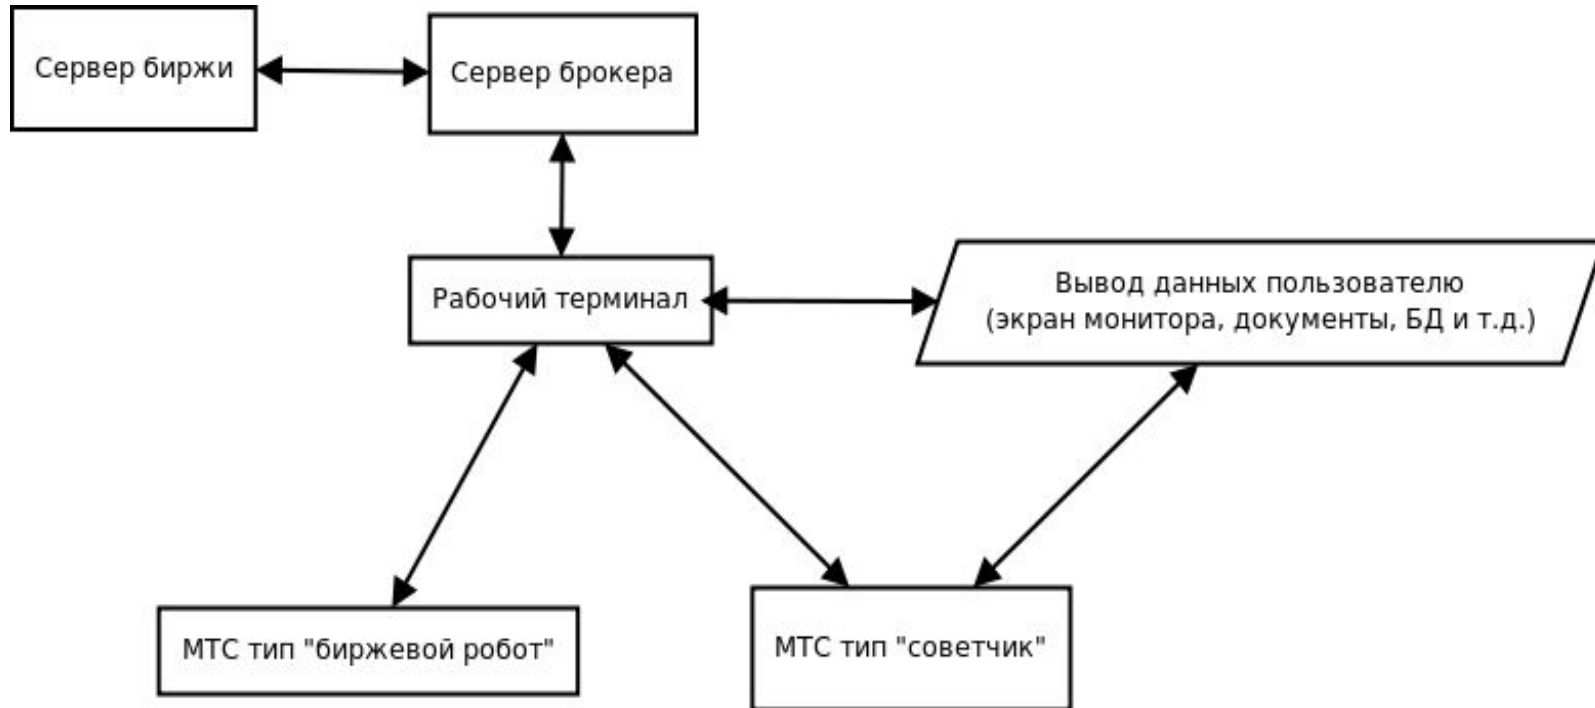 Сервер биржи
Сервер брокера
Рабочий терминал
Вывод данных пользователю
(экран монитора, документы, БД и т.д.)
МТС тип "биржевой робот"
МТС тип "советчик"